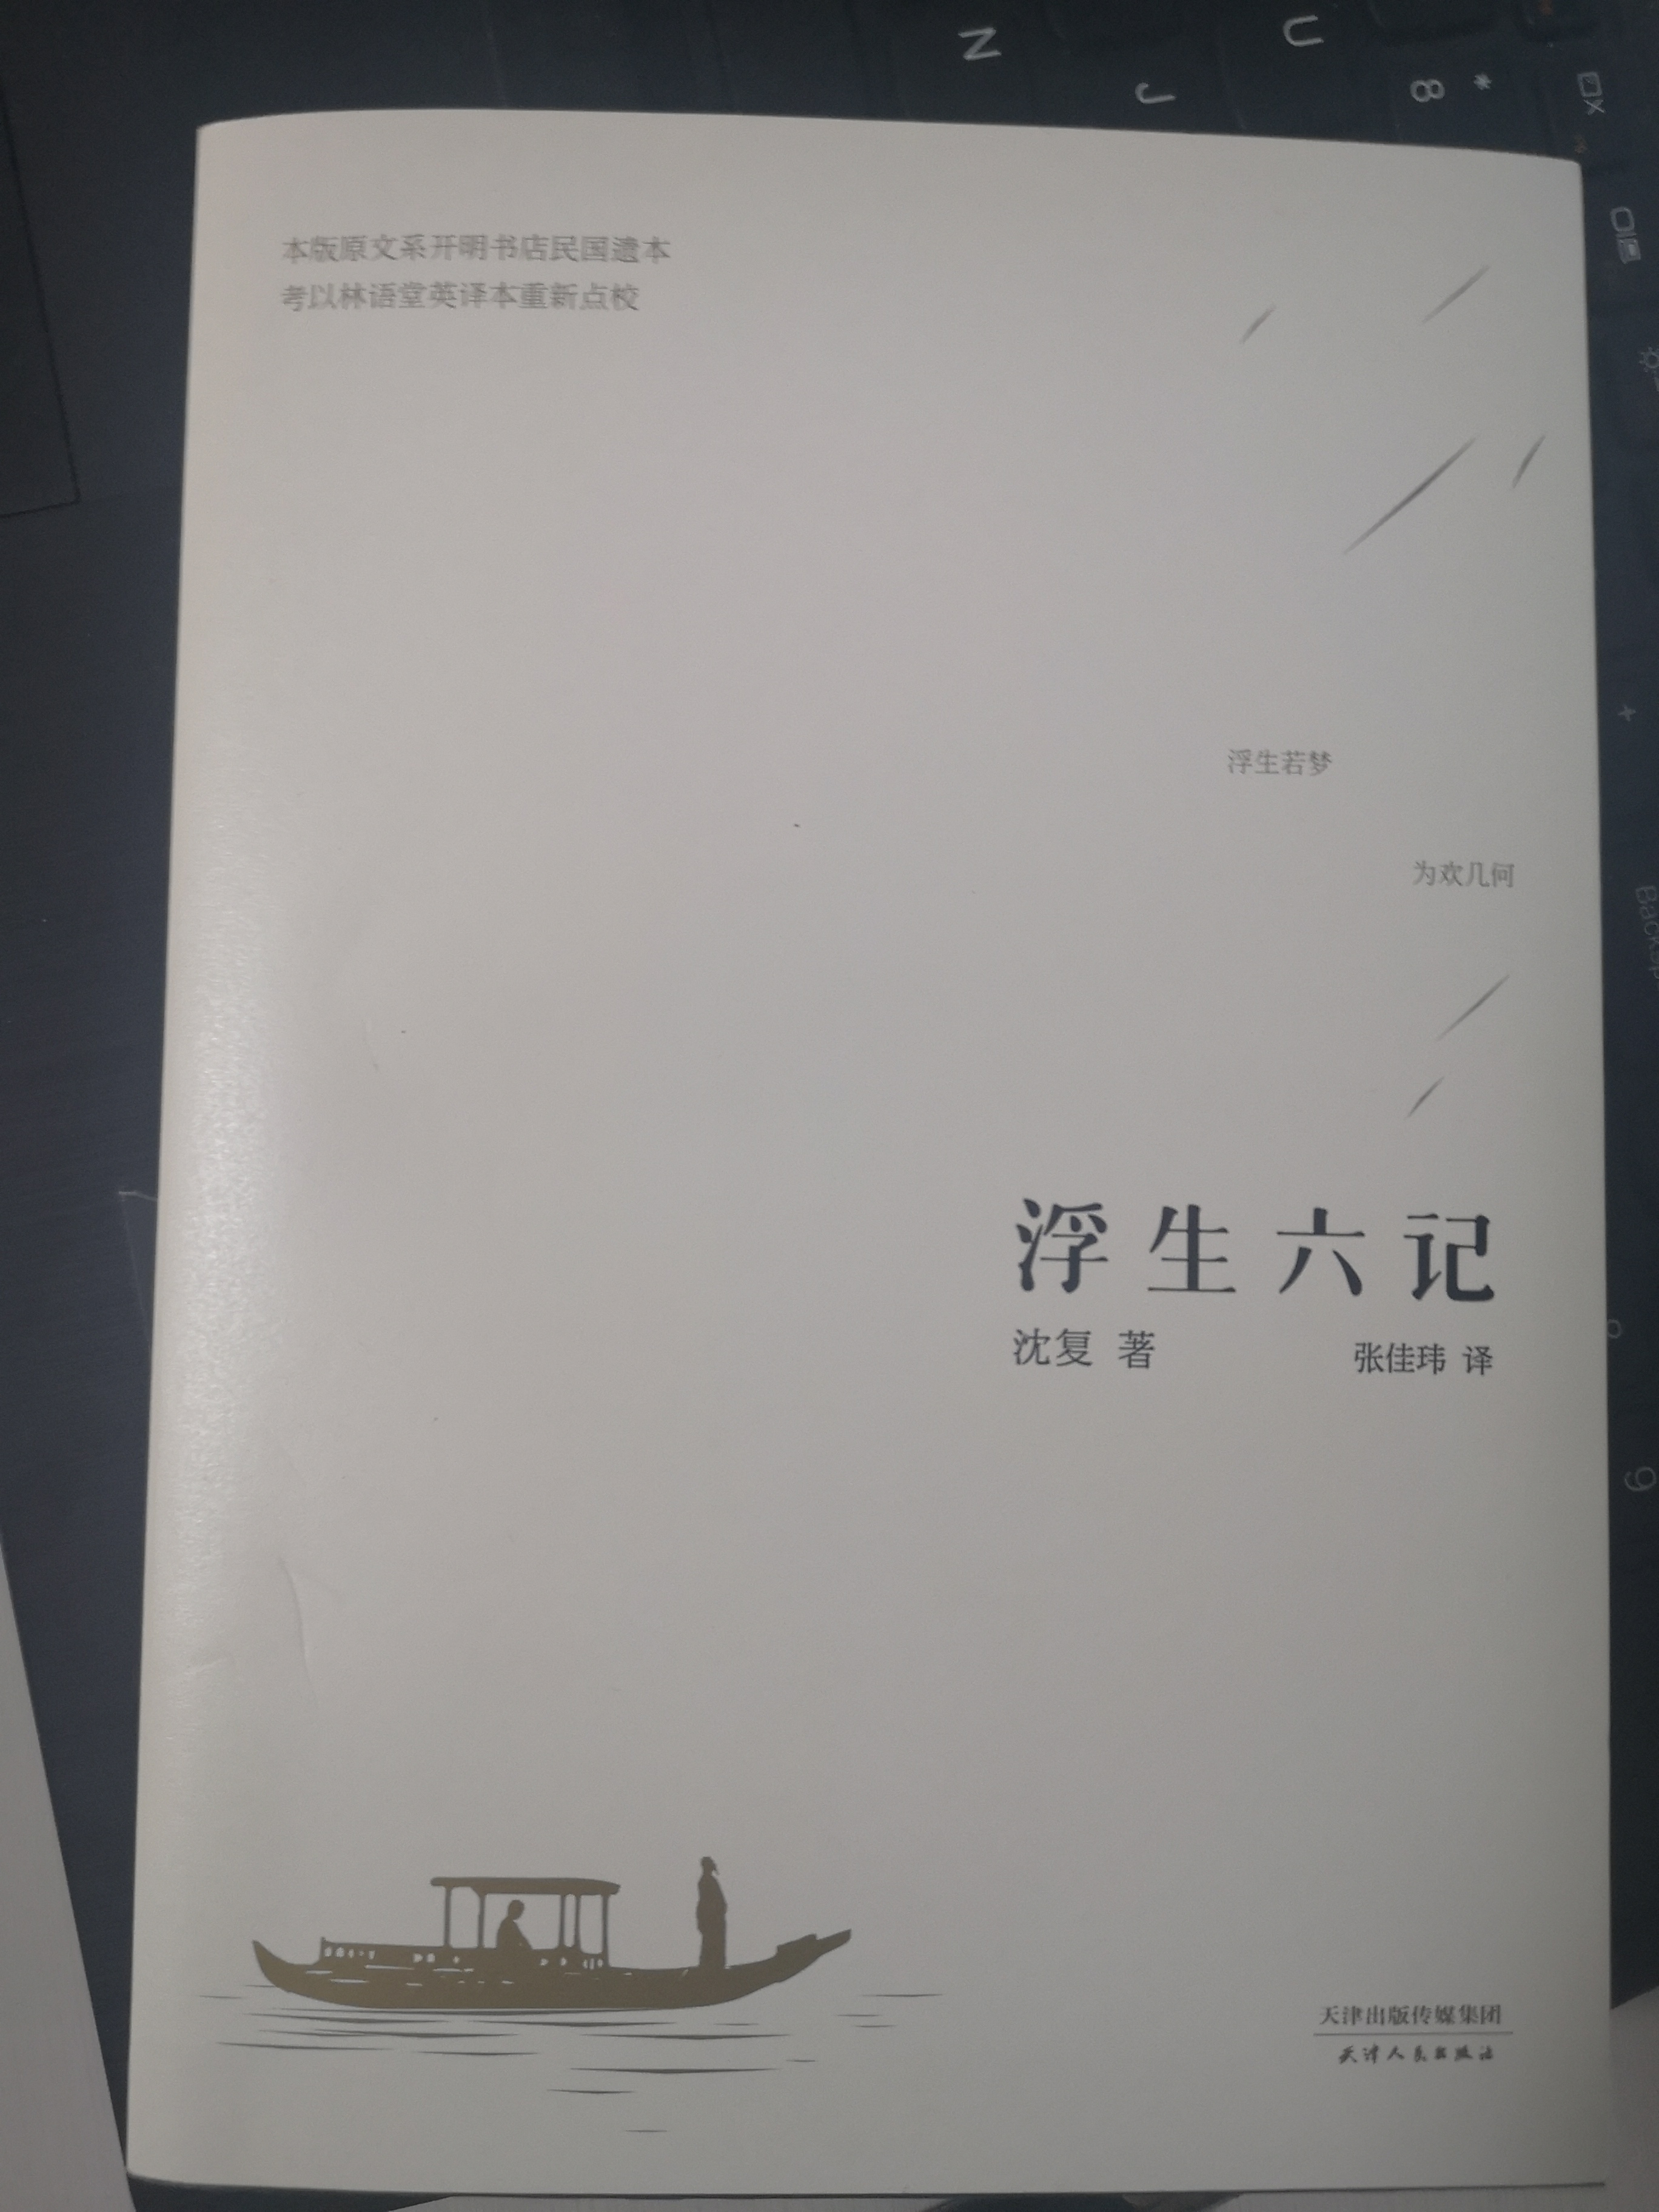 N
U
J
8
*
本版原文系开明书店民国遗本
考以林语堂英译本重新点校
浮生若梦
为欢几何
+
浮生六记
沈复 著 张佳玮 译
9
天津出版传媒集团
天津人民出版社